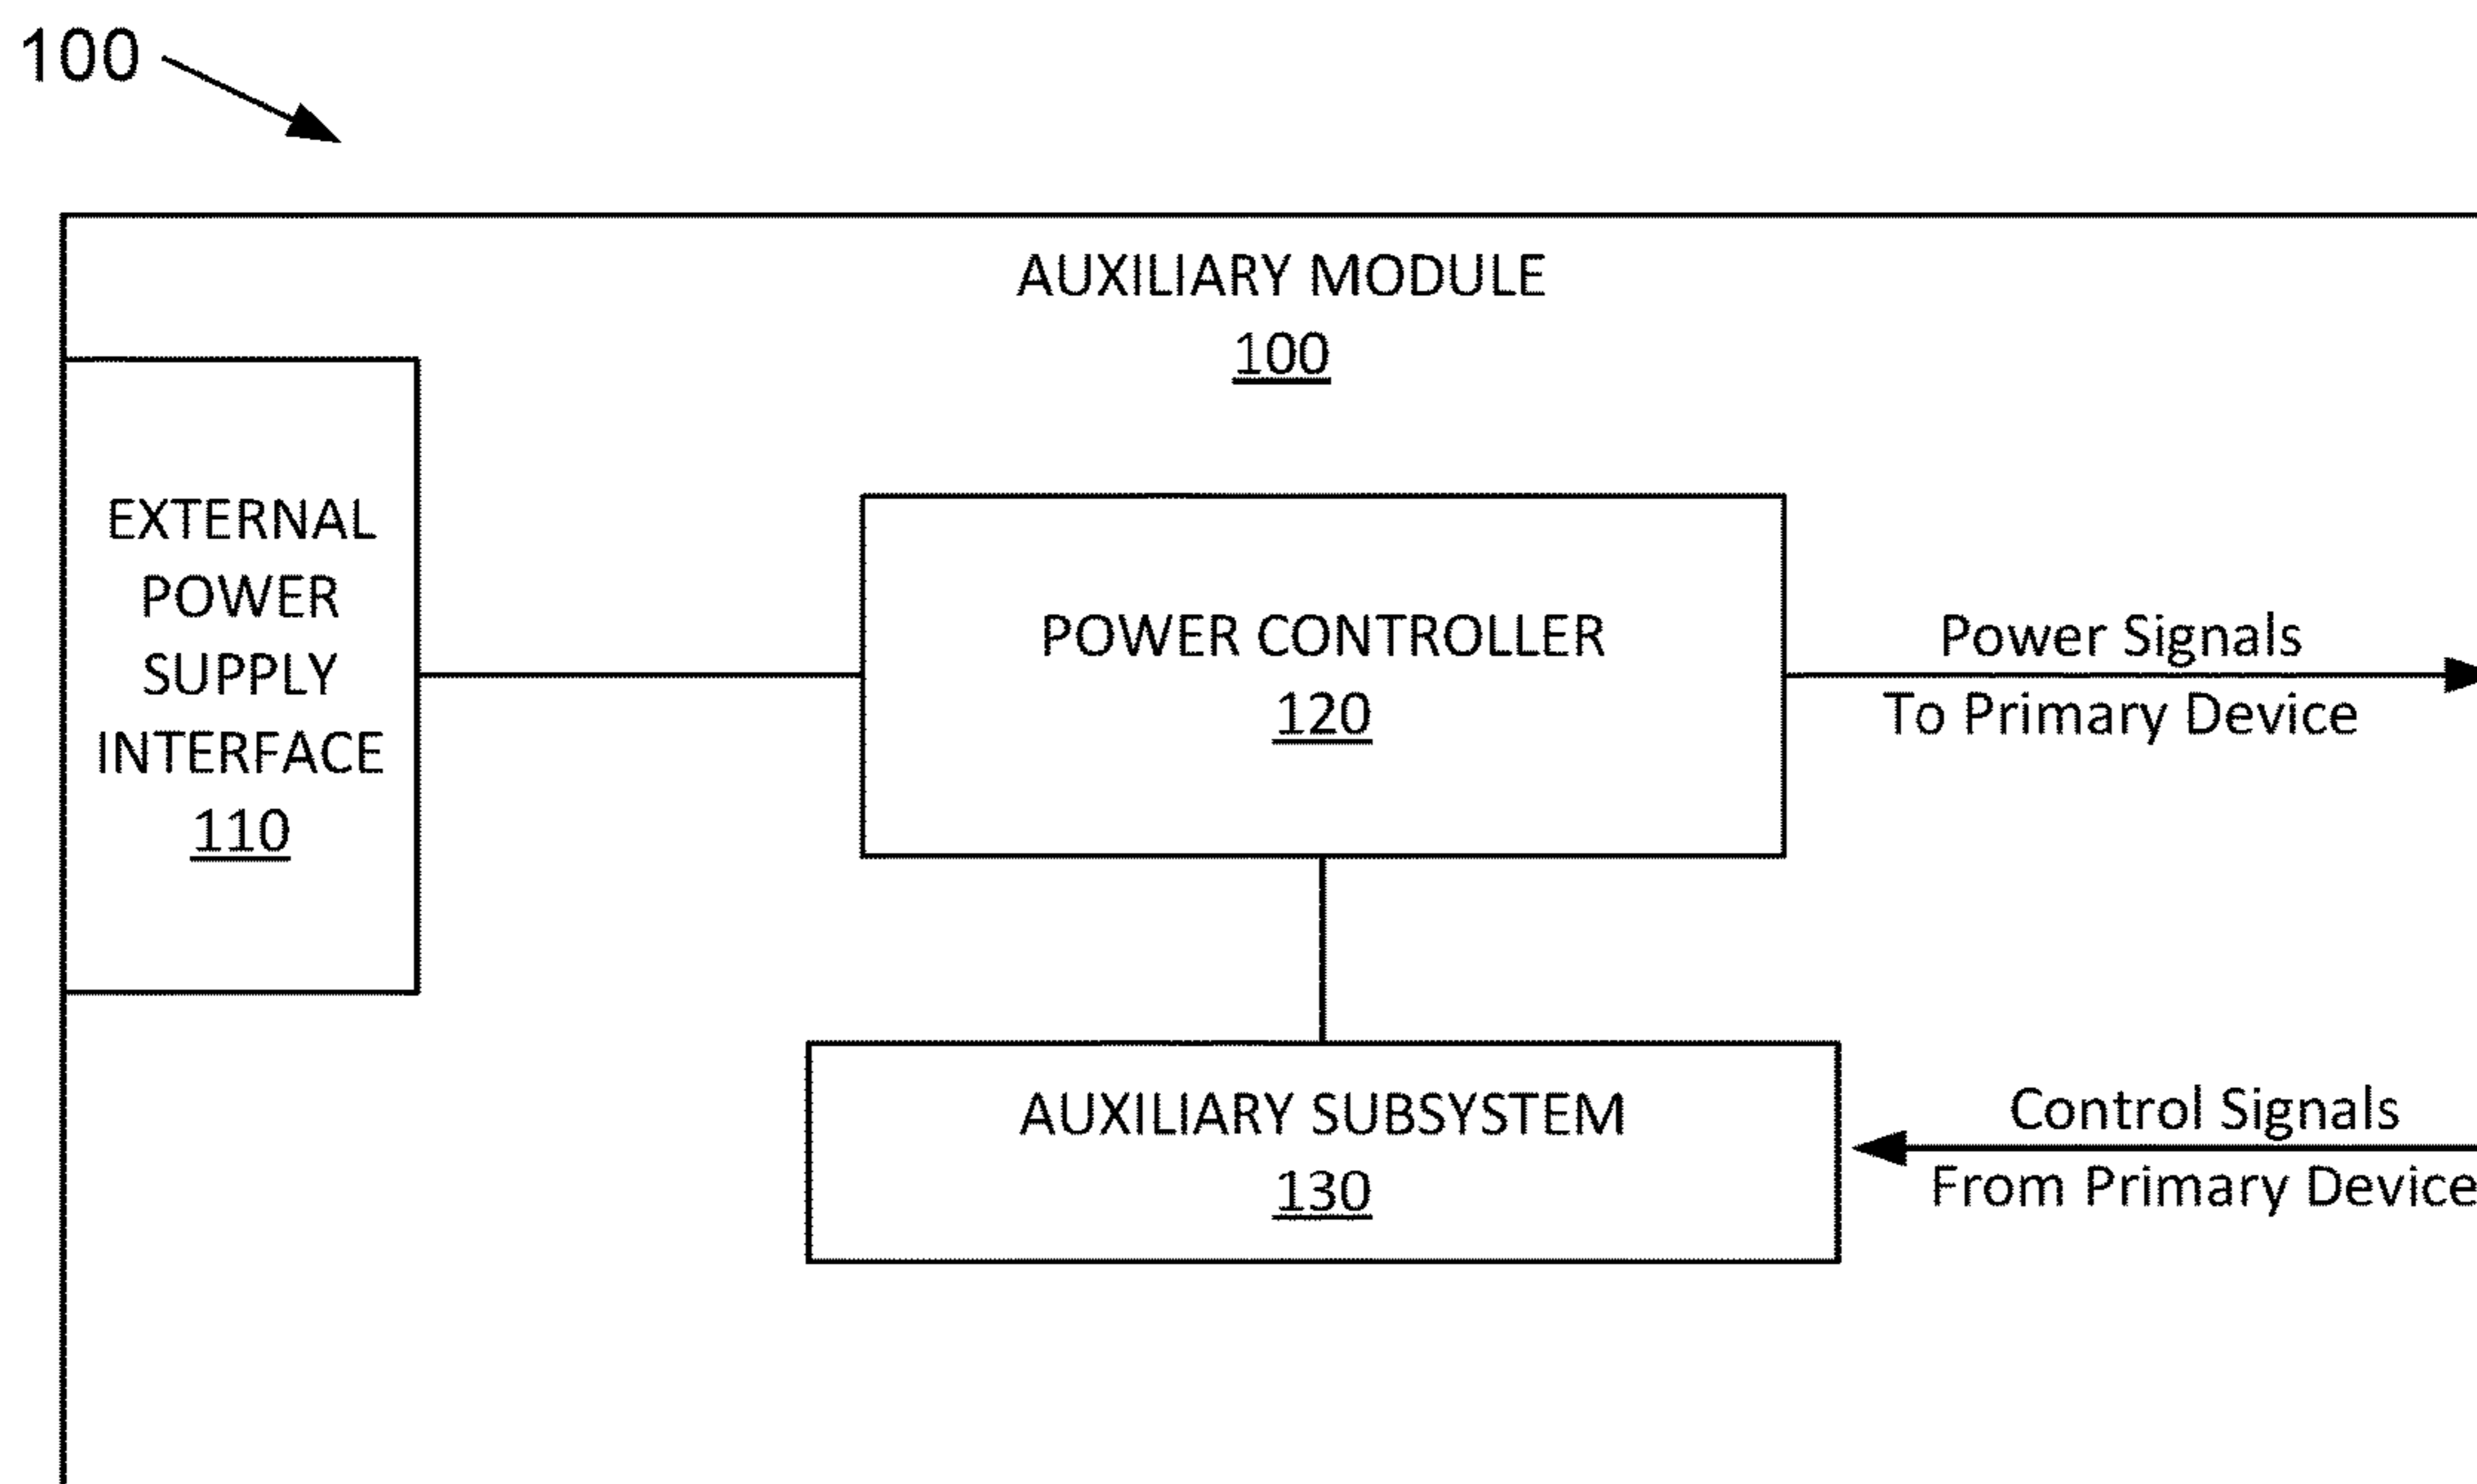 100
AUXILIARY MODULE
100
EXTERNAL
POWER
SUPPLY
INTERFACE
110
POWER CONTROLLER
120
Power Signals
To Primary Device
AUXILIARY SUBSYSTEM
130
Control Signals
From Primary Device